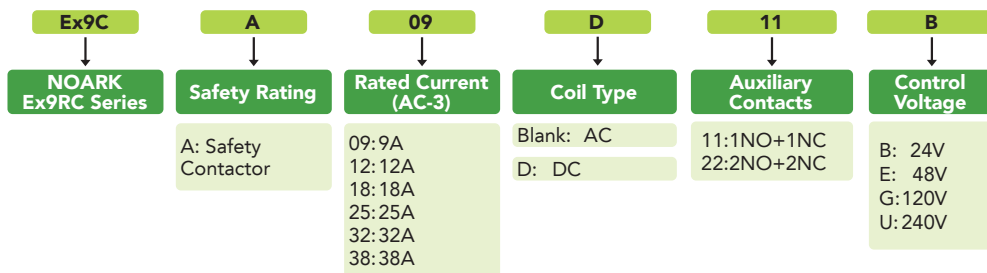 Ex9C
A
09
D
11
B
NOARK
Ex9RC Series
Safety Rating
Rated Current
(AC-3)
Coil Type
Auxiliary
Contacts
Control
Voltage
A: Safety
Contactor
09:9A
12:12A
18:18A
25:25A
32:32A
38:38A
Blank: AC
D: DC
11:1NO+1NC
22:2NO+2NC
B: 24V
E: 48V
G:120V
U:240V